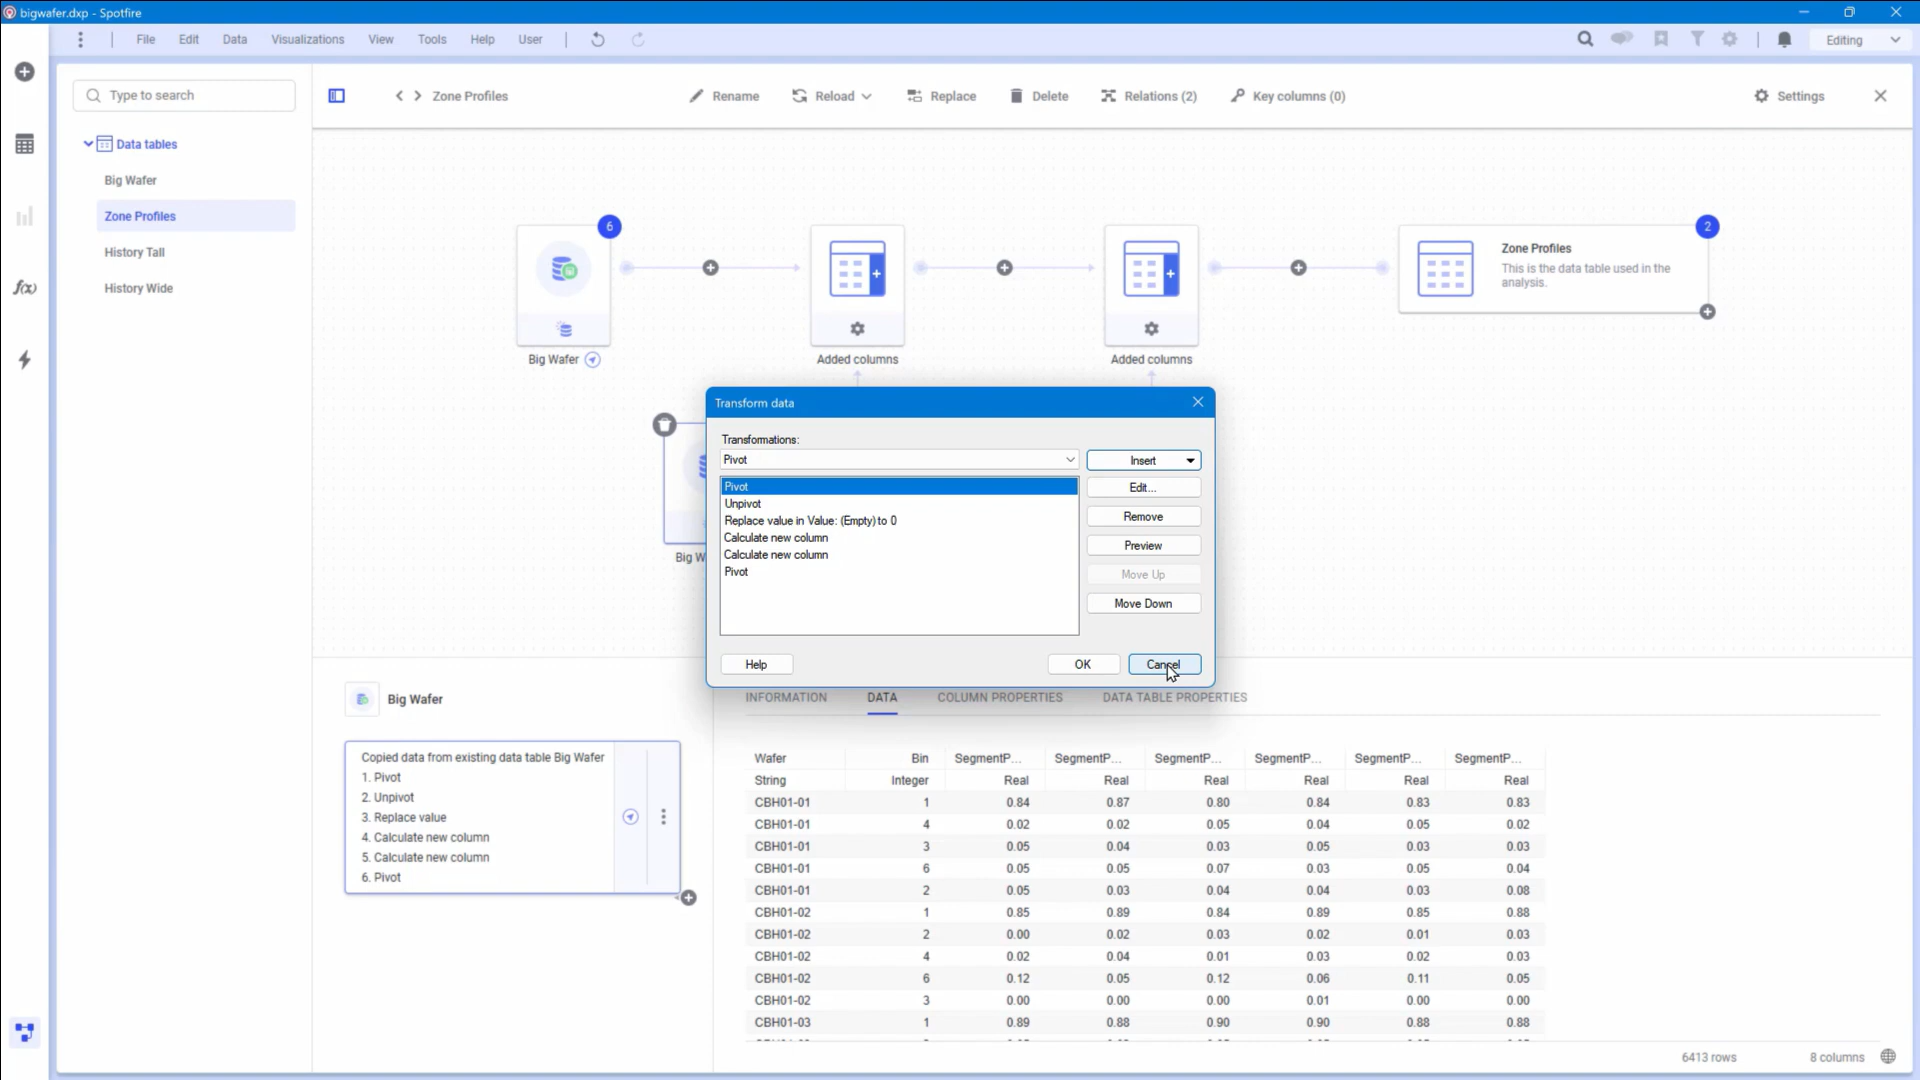 bigwafer.dxp - Spotfire
File Edit Data Visualizations View Tools Help User Editing
Type to search
Zone Profiles Rename Reload Replace Delete Relations (2) Key columns (0) Settings
Data tables
Big Wafer
Zone Profiles
History Tall
History Wide
f(x)
6
2
Zone Profiles
This is the data table used in the
analysis.
Big Wafer
Added columns
Added columns
Big W
Transform data
Transformations:
Pivot
Insert
Pivot
Unpivot
Replace value in Value: (Empty) to 0
Calculate new column
Calculate new column
Pivot
Edit...
Remove
Preview
Move Up
Move Down
Help OK Cancel
Big Wafer
Copied data from existing data table Big Wafer
1. Pivot
2. Unpivot
3. Replace value
4. Calculate new column
5. Calculate new column
6. Pivot
INFORMATION DATA COLUMN PROPERTIES DATA TABLE PROPERTIES
Wafer Bin SegmentP... SegmentP... SegmentP... SegmentP... SegmentP... SegmentP...
String Integer Real Real Real Real Real Real
CBH01-01 1 0.84 0.87 0.80 0.84 0.83 0.83
CBH01-01 4 0.02 0.02 0.05 0.04 0.05 0.02
CBH01-01 3 0.05 0.04 0.03 0.05 0.03 0.03
CBH01-01 6 0.05 0.05 0.07 0.03 0.05 0.04
CBH01-01 2 0.05 0.03 0.04 0.04 0.03 0.08
CBH01-02 1 0.85 0.89 0.84 0.89 0.85 0.88
CBH01-02 2 0.00 0.02 0.03 0.02 0.01 0.03
CBH01-02 4 0.02 0.04 0.01 0.03 0.02 0.03
CBH01-02 6 0.12 0.05 0.12 0.06 0.11 0.05
CBH01-02 3 0.00 0.00 0.00 0.01 0.00 0.00
CBH01-03 1 0.89 0.88 0.90 0.90 0.88 0.88
6413 rows 8 columns